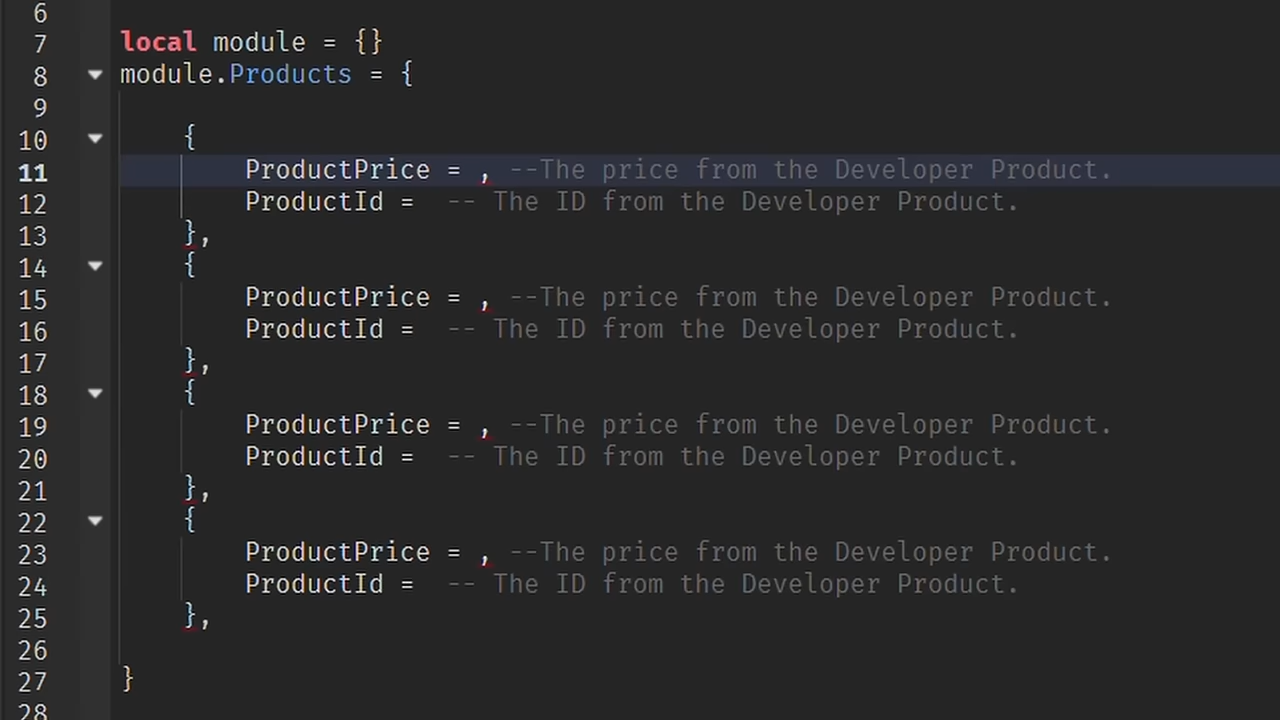 6
7 local module = {}
8 module.Products = {
9
10 {
11 ProductPrice = , --The price from the Developer Product.
12 ProductId =  -- The ID from the Developer Product.
13 },
14 {
15 ProductPrice = , --The price from the Developer Product.
16 ProductId =  -- The ID from the Developer Product.
17 },
18 {
19 ProductPrice = , --The price from the Developer Product.
20 ProductId =  -- The ID from the Developer Product.
21 },
22 {
23 ProductPrice = , --The price from the Developer Product.
24 ProductId =  -- The ID from the Developer Product.
25 },
26
27 }
28